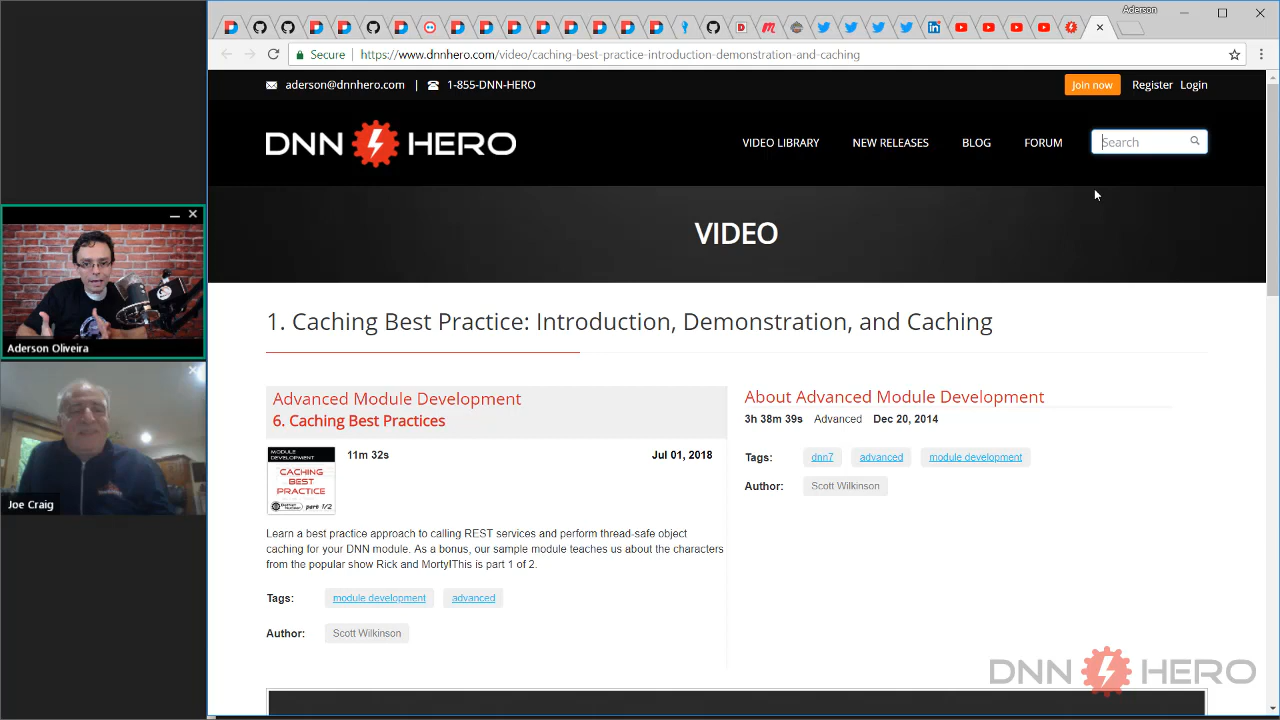 Aderson
Secure
https://www.dnnhero.com/video/caching-best-practice-introduction-demonstration-and-caching
aderson@dnnhero.com | 1-855-DNN-HERO
Join now
Register
Login
DNN HERO
VIDEO LIBRARY
NEW RELEASES
BLOG
FORUM
Search
VIDEO
Aderson Oliveira
Joe Craig
1. Caching Best Practice: Introduction, Demonstration, and Caching
Advanced Module Development
6. Caching Best Practices
MODULE
DEVELOPMENT
CACHING
BEST
PRACTICE
part 1/2
11m 32s
Jul 01, 2018
Learn a best practice approach to calling REST services and perform thread-safe object
caching for your DNN module. As a bonus, our sample module teaches us about the characters
from the popular show Rick and Morty!This is part 1 of 2.
Tags:
module development
advanced
Author:
Scott Wilkinson
About Advanced Module Development
3h 38m 39s Advanced Dec 20, 2014
Tags:
dnn7
advanced
module development
Author:
Scott Wilkinson
DNN HERO